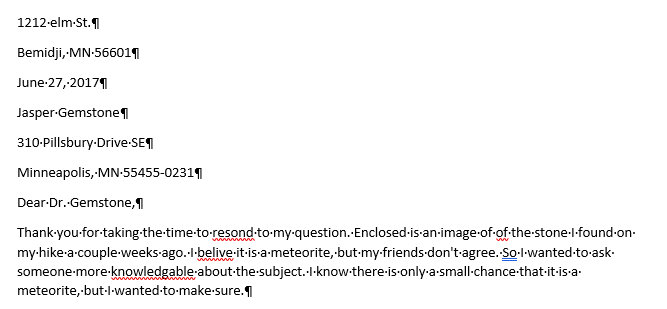 1212 elm St.¶
Bemidji, MN 56601¶
June 27, 2017¶
Jasper Gemstone¶
310 Pillsbury Drive SE¶
Minneapolis, MN 55455-0231¶
Dear Dr. Gemstone,¶
Thank you for taking the time to resond to my question. Enclosed is an image of of the stone I found on
my hike a couple weeks ago. I belive it is a meteorite, but my friends don't agree. So I wanted to ask
someone more knowledgable about the subject. I know there is only a small chance that it is a
meteorite, but I wanted to make sure.¶